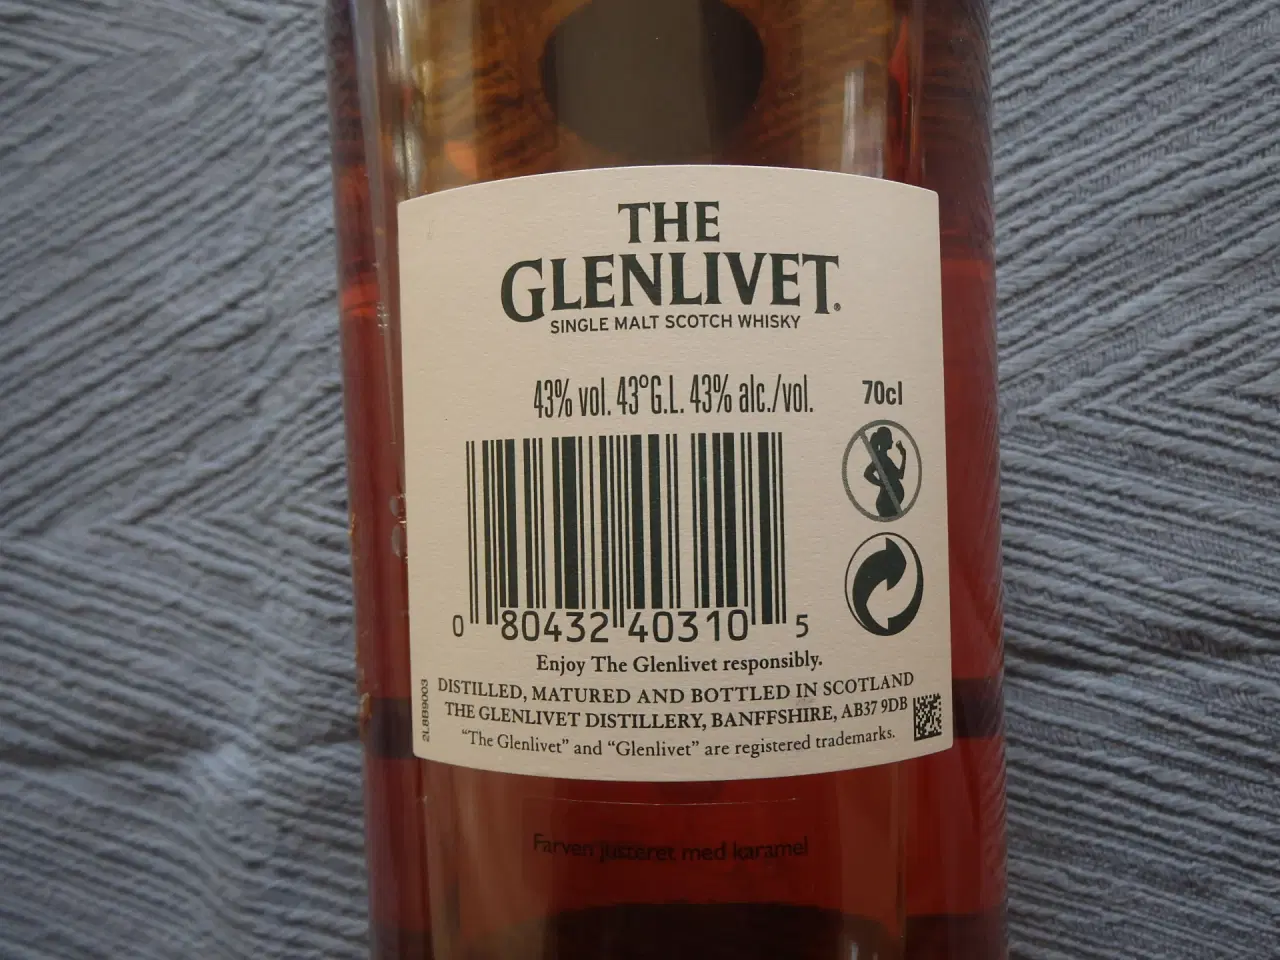 THE
GLENLIVET®
SINGLE MALT SCOTCH WHISKY
43% vol. 43°G.L. 43% alc./vol.
70cl
0 80432 40310 5
Enjoy The Glenlivet responsibly.
DISTILLED, MATURED AND BOTTLED IN SCOTLAND
THE GLENLIVET DISTILLERY, BANFFSHIRE, AB37 9DB
"The Glenlivet" and "Glenlivet" are registered trademarks.
2L8B9003
Farven justeret med karamel